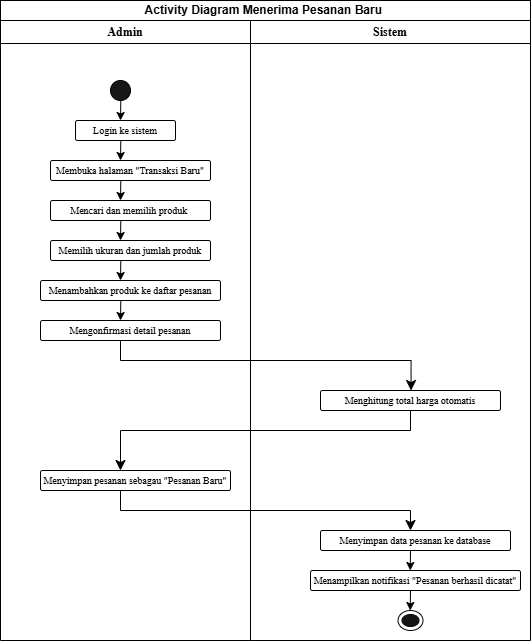 Activity Diagram Menerima Pesanan Baru
Admin
Sistem
Login ke sistem
Membuka halaman "Transaksi Baru"
Mencari dan memilih produk
Memilih ukuran dan jumlah produk
Menambahkan produk ke daftar pesanan
Mengonfirmasi detail pesanan
Menghitung total harga otomatis
Menyimpan pesanan sebagau "Pesanan Baru"
Menyimpan data pesanan ke database
Menampilkan notifikasi "Pesanan berhasil dicatat"